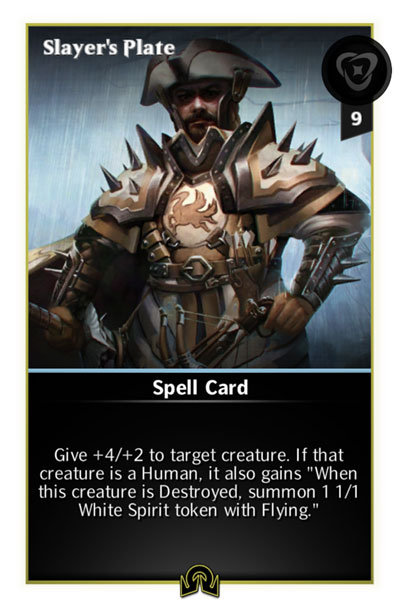 Slayer's Plate
9
Spell Card
Give +4/+2 to target creature. If that
creature is a Human, it also gains "When
this creature is Destroyed, summon 1 1/1
White Spirit token with Flying."